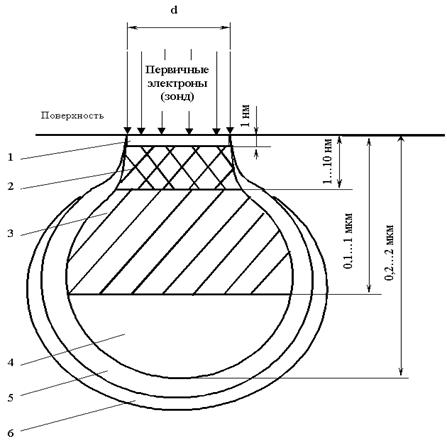 d
Первичные
электроны
(зонд)
1 нм
Поверхность
1
1...10 нм
2
3
0,1...1 мкм
0,2...2 мкм
4
5
6